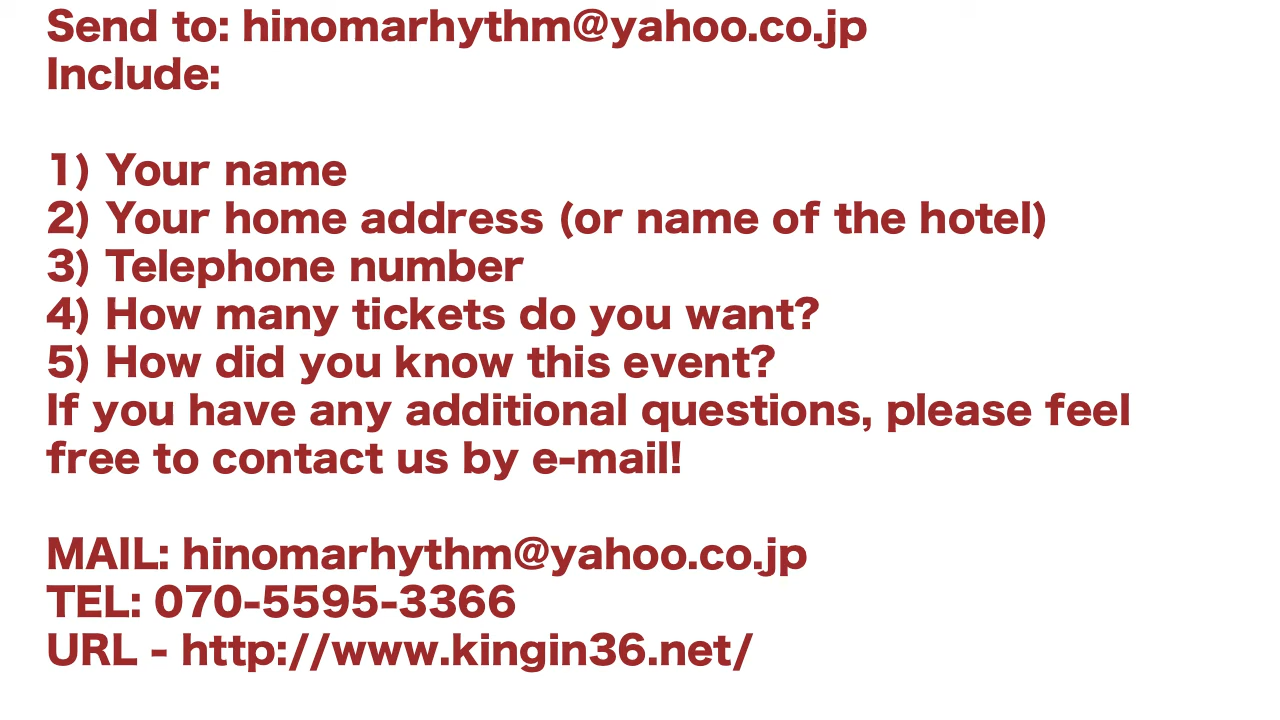 Send to: hinomarhythm@yahoo.co.jp
Include:
1) Your name
2) Your home address (or name of the hotel)
3) Telephone number
4) How many tickets do you want?
5) How did you know this event?
If you have any additional questions, please feel
free to contact us by e-mail!
MAIL: hinomarhythm@yahoo.co.jp
TEL: 070-5595-3366
URL - http://www.kingin36.net/